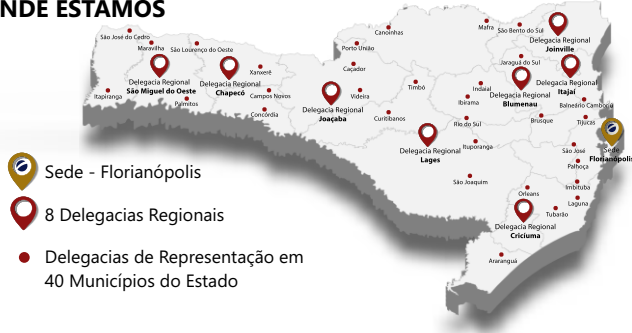 NDE ESTAMOS
São José do Cedro
Maravilha
São Lourenço do Oeste
Delegacia Regional
São Miguel do Oeste
Itapiranga
Palmitos
Delegacia Regional
Chapecó
Xanxerê
Campos Novos
Concórdia
Porto União
Canoinhas
Caçador
Videira
Delegacia Regional
Joaçaba
Curitibanos
Timbó
Mafra
São Bento do Sul
Delegacia Regional
Joinville
Jaraguá do Sul
Indaial
Ibirama
Delegacia Regional
Blumenau
Delegacia Regional
Itajaí
Balneário Camboriú
Brusque
Tijucas
Rio do Sul
Ituporanga
Delegacia Regional
Lages
São Joaquim
Sede
Florianópolis
São José
Palhoça
Imbituba
Laguna
Orleans
Tubarão
Delegacia Regional
Criciuma
Araranguá
Sede - Florianópolis
8 Delegacias Regionais
Delegacias de Representação em
40 Municípios do Estado